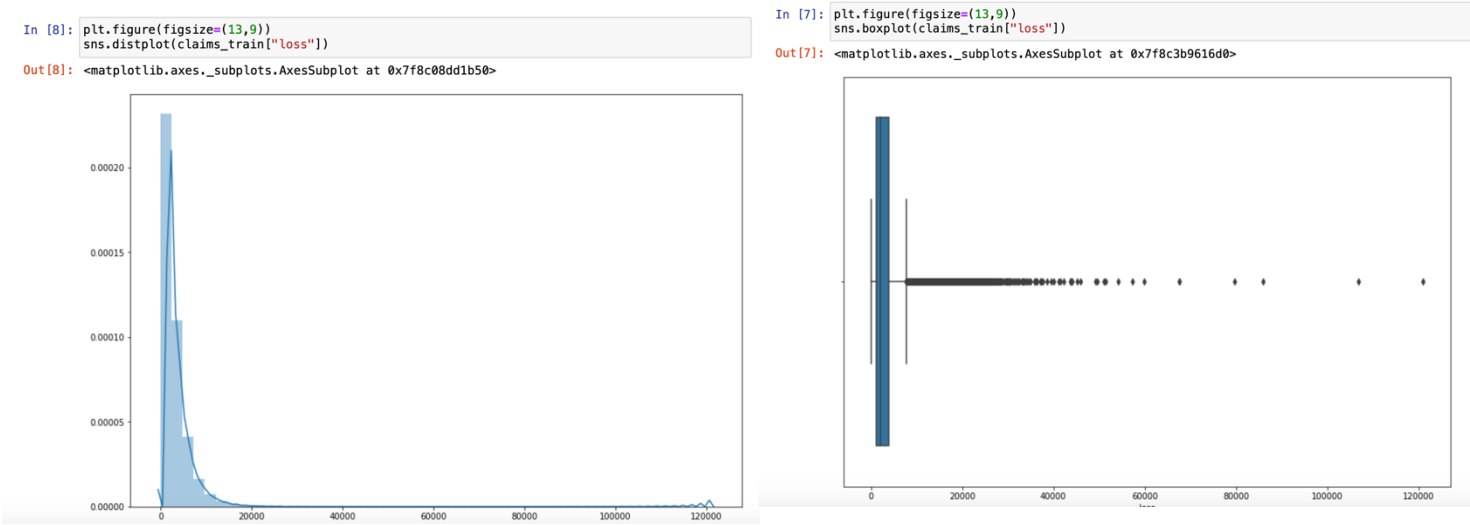 In [8]: plt.figure(figsize=(13,9))
sns.distplot(claims_train["loss"])
Out[8]: <matplotlib.axes._subplots.AxesSubplot at 0x7f8c08dd1b50>
0.00020
0.00015
0.00010
0.00005
0.00000
0 20000 40000 60000 80000 100000 120000
In [7]: plt.figure(figsize=(13,9))
sns.boxplot(claims_train["loss"])
Out[7]: <matplotlib.axes._subplots.AxesSubplot at 0x7f8c3b9616d0>
0 20000 40000 60000 80000 100000 120000